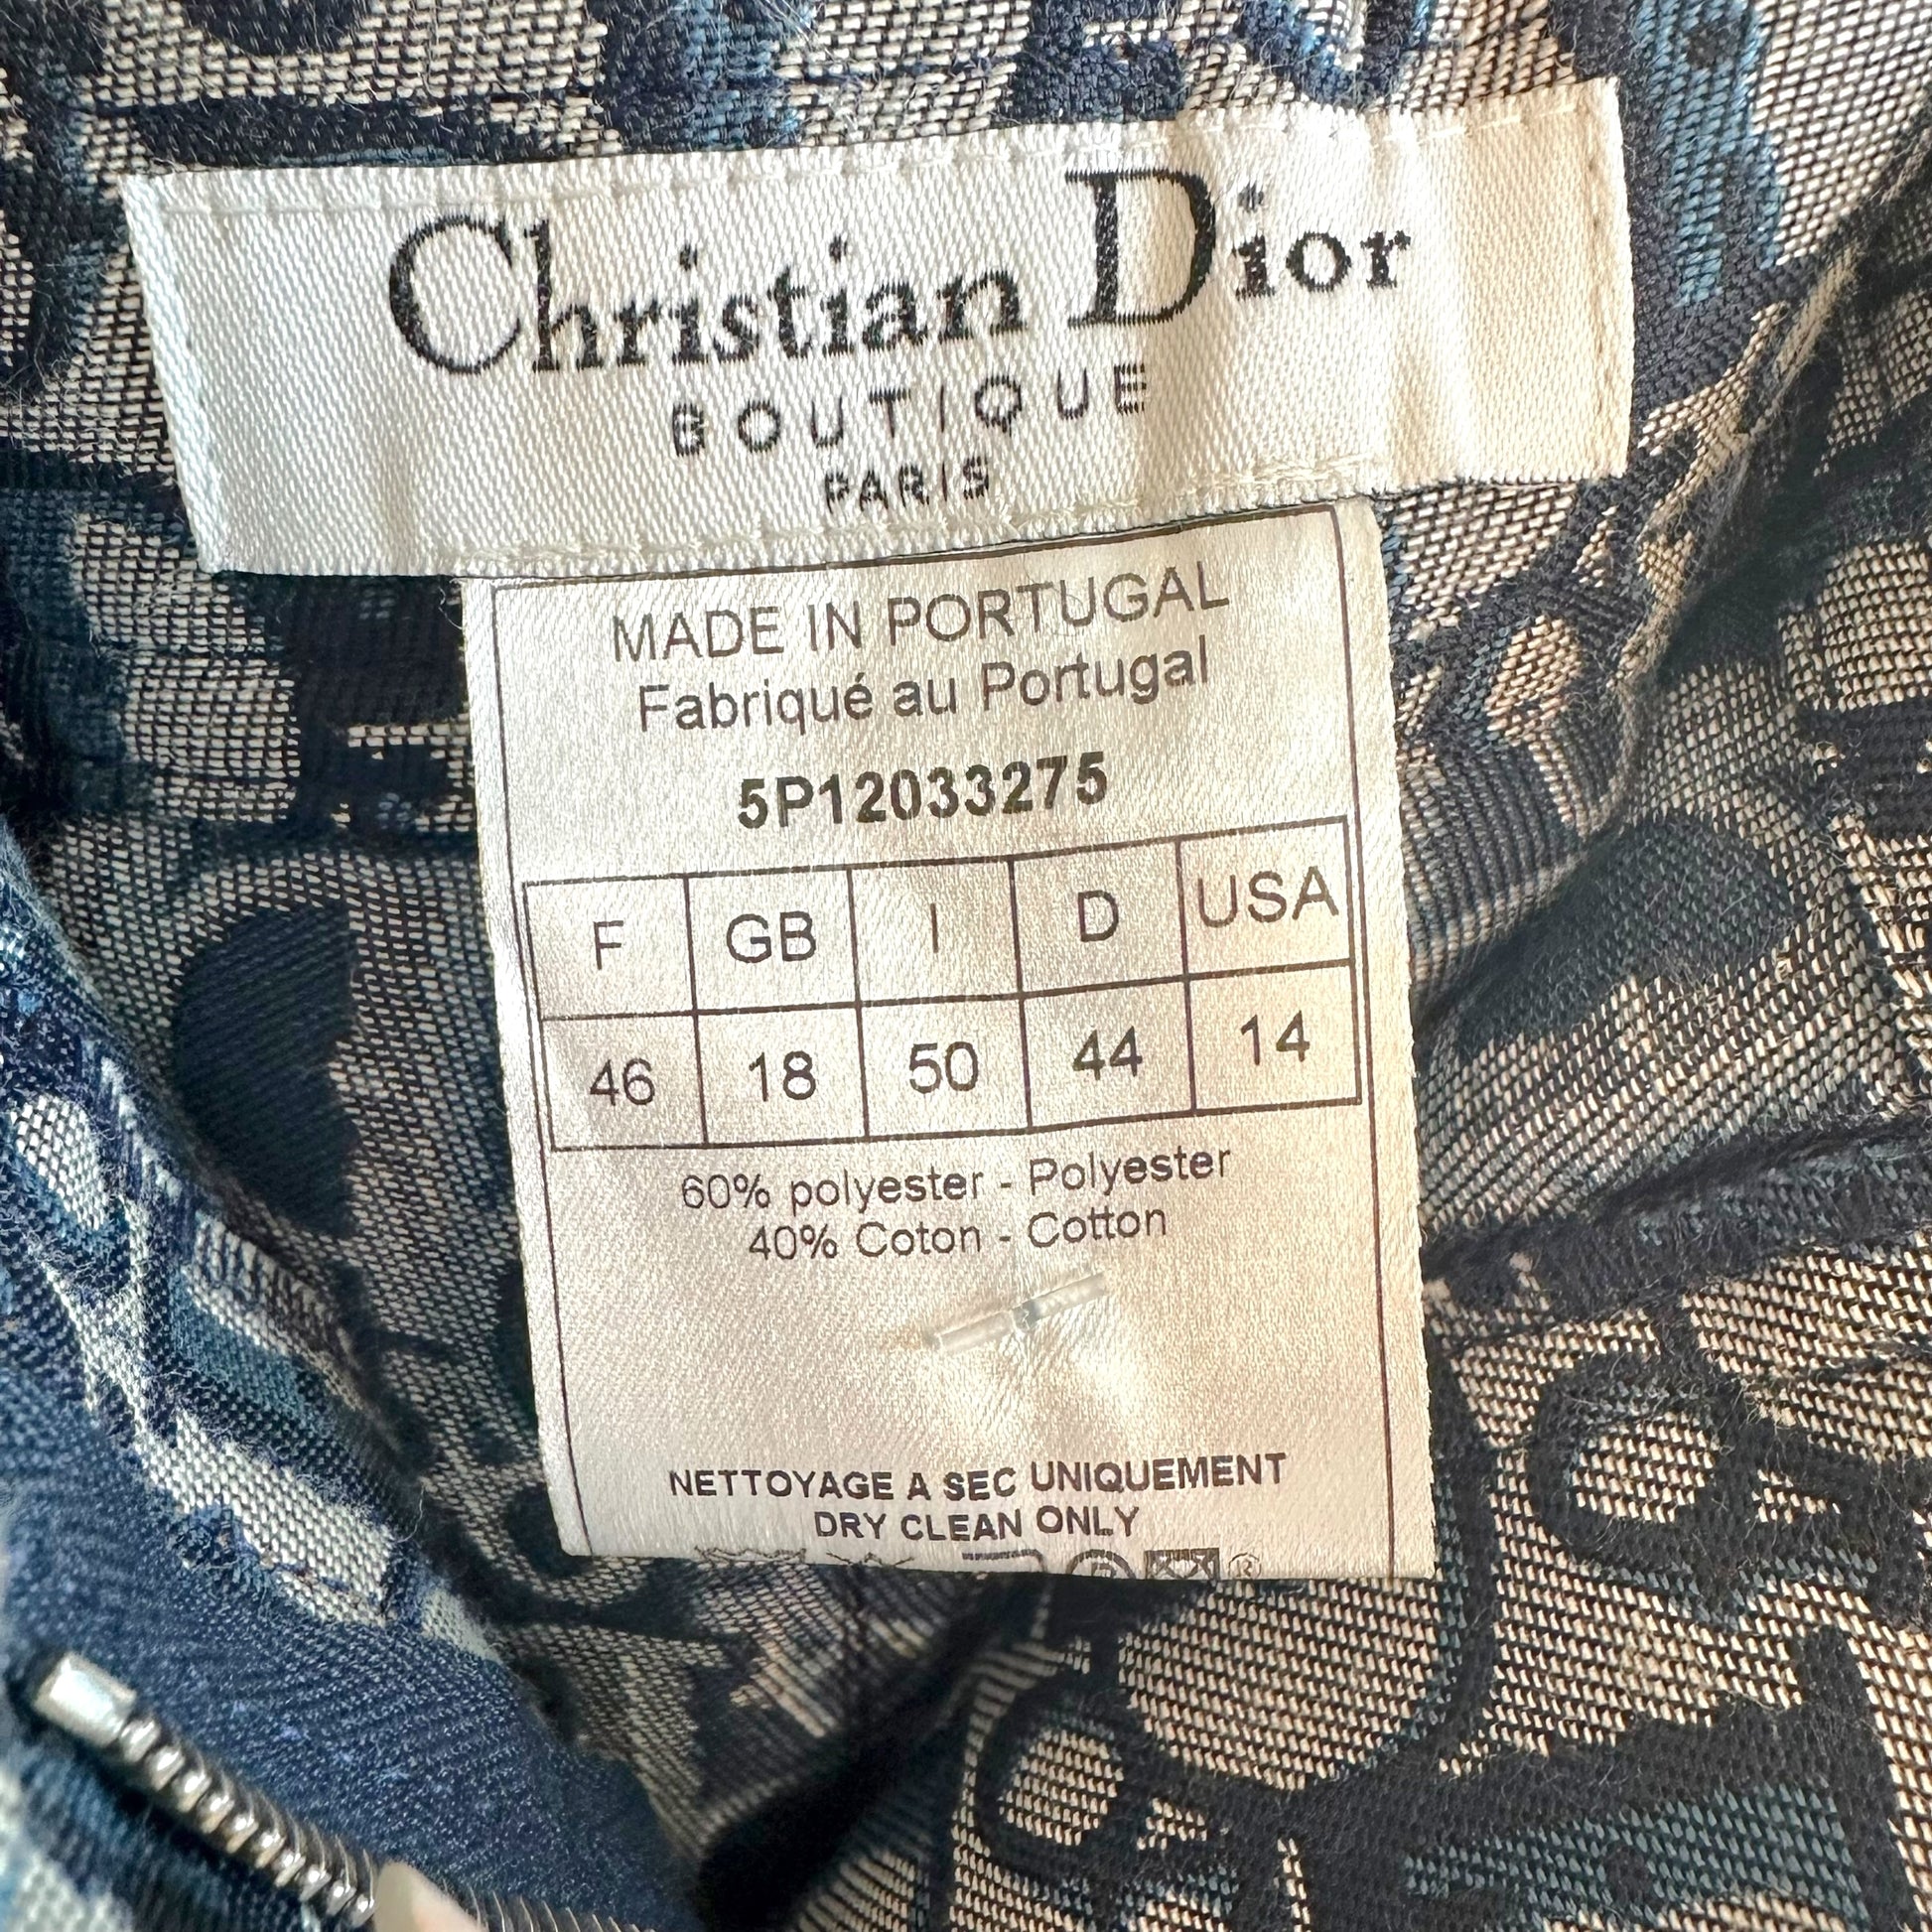 Christian Dior
BOUTIQUE
PARIS
MADE IN PORTUGAL
Fabriqué au Portugal
5P12033275
F GB I D USA
46 18 50 44 14
60% polyester - Polyester
40% Coton - Cotton
NETTOYAGE A SEC UNIQUEMENT
DRY CLEAN ONLY